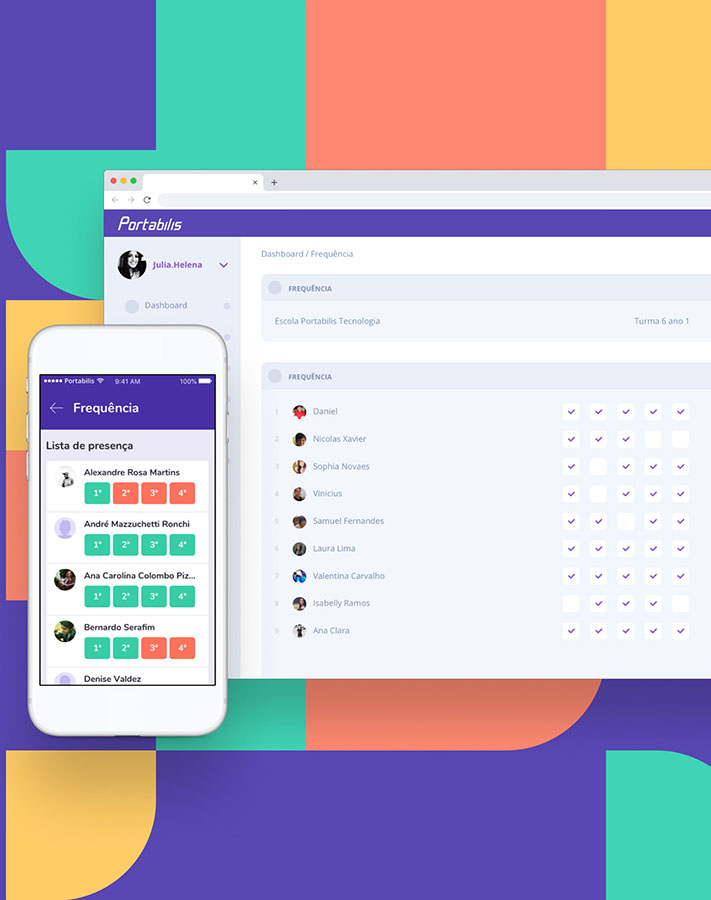 Portabilis
Julia.Helena
Dashboard
Dashboard / Frequência
FREQUÊNCIA
Escola Portabilis Tecnologia Turma 6 ano 1
FREQUÊNCIA
1 Daniel
2 Nicolas Xavier
3 Sophia Novaes
4 Vinicius
5 Samuel Fernandes
6 Laura Lima
7 Valentina Carvalho
8 Isabelly Ramos
9 Ana Clara
Portabilis 9:41 AM 100%
Frequência
Lista de presença
Alexandre Rosa Martins
1ª 2ª 3ª 4ª
André Mazzuchetti Ronchi
1ª 2ª 3ª 4ª
Ana Carolina Colombo Piz...
1ª 2ª 3ª 4ª
Bernardo Serafim
1ª 2ª 3ª 4ª
Denise Valdez